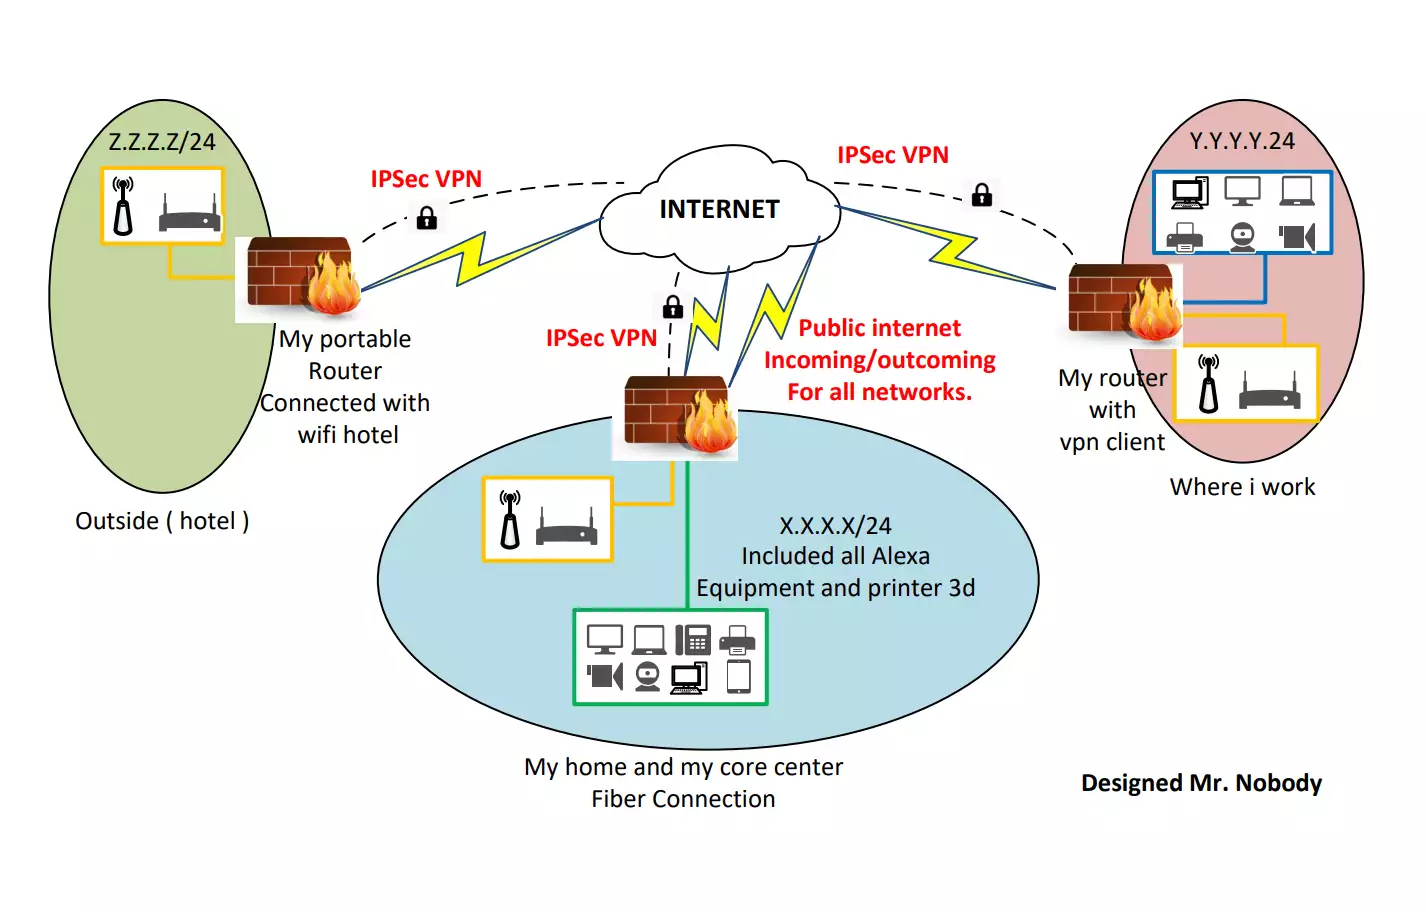 Z.Z.Z.Z/24
IPSec VPN
My portable
Router
Connected with
wifi hotel
Outside ( hotel )
INTERNET
IPSec VPN
Public internet
Incoming/outcoming
For all networks.
IPSec VPN
Y.Y.Y.Y.24
My router
with
vpn client
Where i work
X.X.X.X/24
Included all Alexa
Equipment and printer 3d
My home and my core center
Fiber Connection
Designed Mr. Nobody